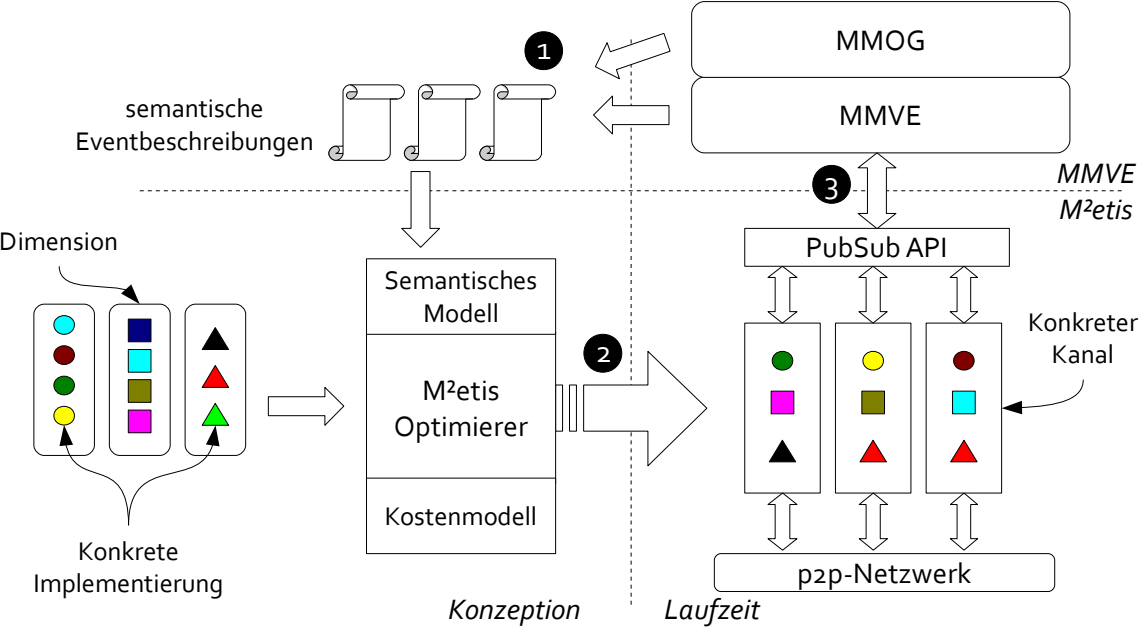 1
MMOG
semantische
Eventbeschreibungen
MMVE
3
MMVE
M²etis
Dimension
PubSub API
Semantisches
Modell
2
Konkreter
Kanal
M²etis
Optimierer
Kostenmodell
Konkrete
Implementierung
p2p-Netzwerk
Konzeption
Laufzeit